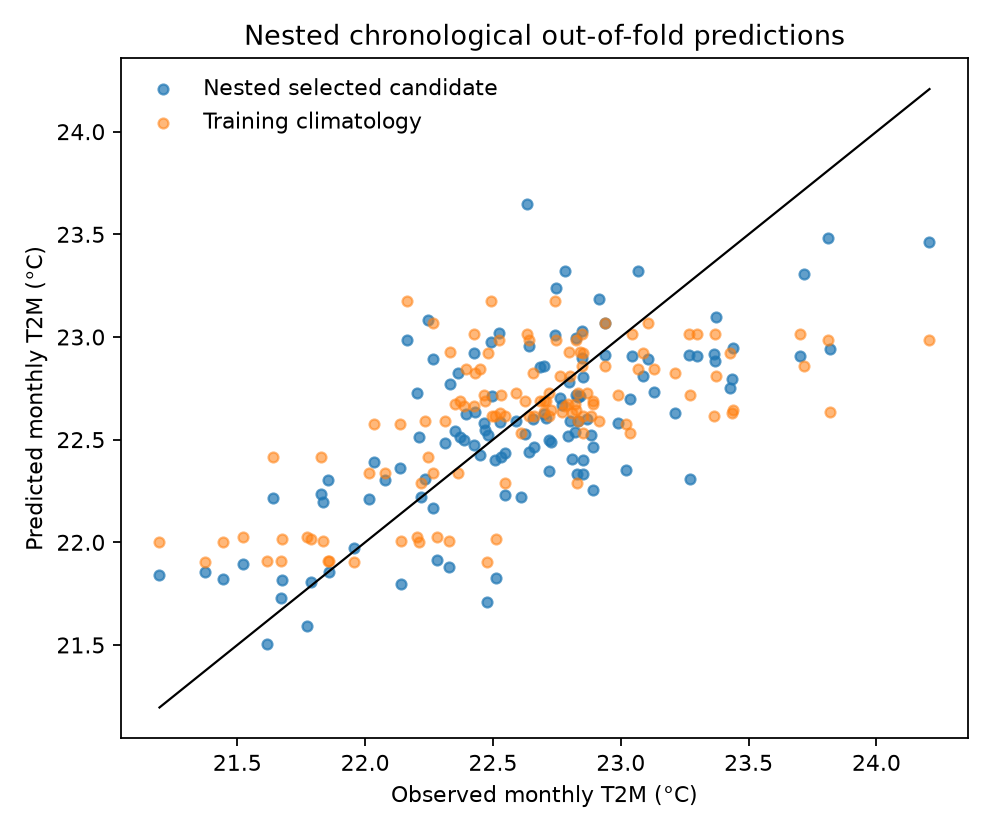 Nested chronological out-of-fold predictions
Nested selected candidate
Training climatology
24.0
23.5
23.0
22.5
22.0
21.5
Predicted monthly T2M (°C)
21.5 22.0 22.5 23.0 23.5 24.0
Observed monthly T2M (°C)